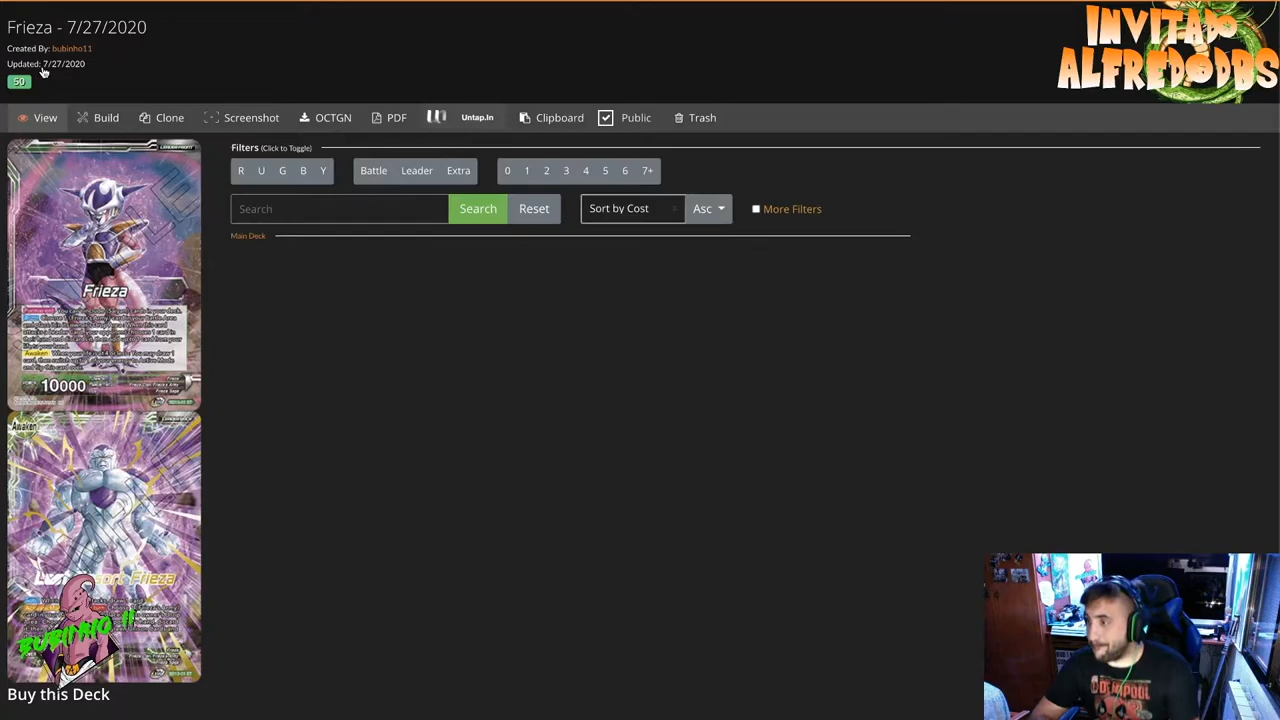 Frieza - 7/27/2020
Created By: bubinho11
Updated: 7/27/2020
50
INVITADO
ALFREDODBS
View
Build
Clone
Screenshot
OCTGN
PDF
Untap.In
Clipboard
Public
Trash
Filters (Click to Toggle)
R U G B Y
Battle Leader Extra
0 1 2 3 4 5 6 7+
Search
Search
Reset
Sort by Cost
Asc
More Filters
Main Deck
Frieza
10000
Awaken
Frieza
BUBINHO 11
Buy this Deck